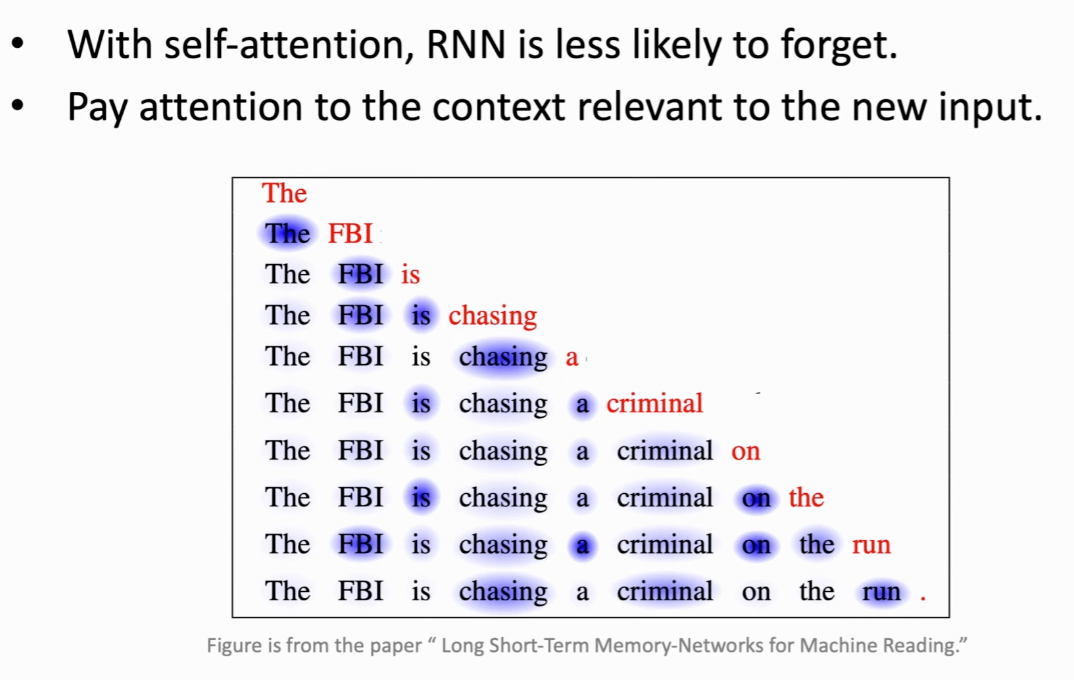 • With self-attention, RNN is less likely to forget.
• Pay attention to the context relevant to the new input.
The
The FBI
The FBI is
The FBI is chasing
The FBI is chasing a
The FBI is chasing a criminal
The FBI is chasing a criminal on
The FBI is chasing a criminal on the
The FBI is chasing a criminal on the run
The FBI is chasing a criminal on the run .
Figure is from the paper “ Long Short-Term Memory-Networks for Machine Reading.”